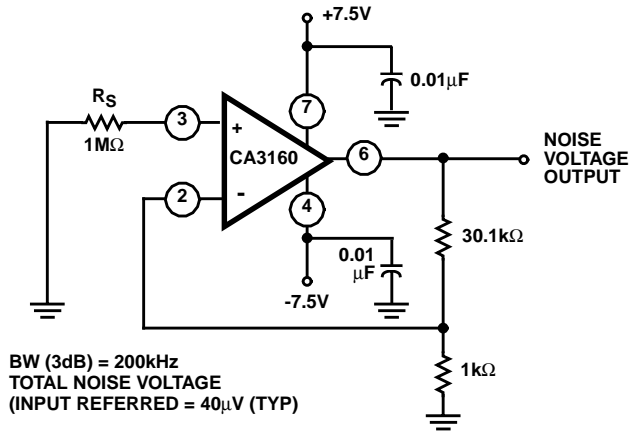 +7.5V
0.01µF
RS
1MΩ
3
7
+
CA3160
6
NOISE
VOLTAGE
OUTPUT
2
-
4
30.1kΩ
0.01
µF
-7.5V
1kΩ
BW (3dB) = 200kHz
TOTAL NOISE VOLTAGE
(INPUT REFERRED = 40µV (TYP)